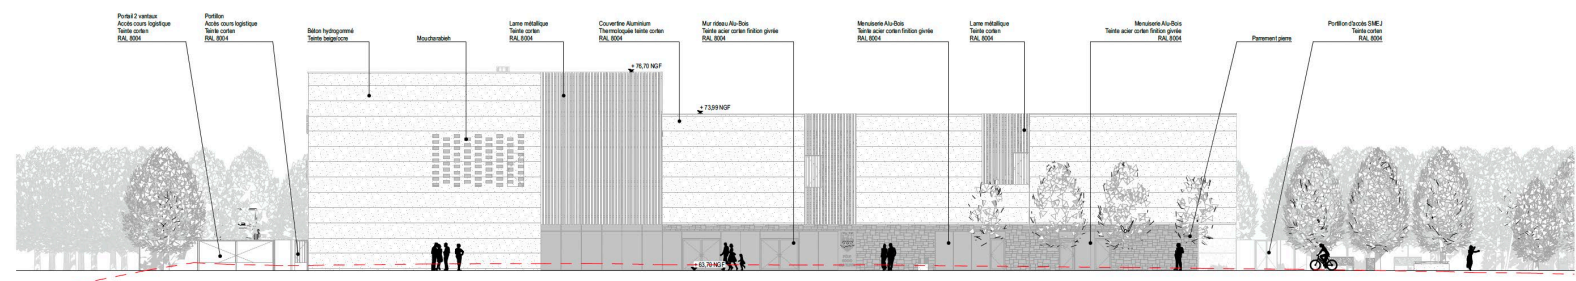 Portail 2 vantaux
Accès cours logistique
Teinte corten
RAL 8004
Portillon
Accès cours logistique
Teinte corten
RAL 8004
Béton hydrogommé
Teinte beige/ocre
Moucharabieh
Lame métallique
Teinte corten
RAL 8004
Couvertine Aluminium
Thermolaquée teinte corten
RAL 8004
Mur rideau Alu-Bois
Teinte acier corten finition givrée
RAL 8004
Menuiserie Alu-Bois
Teinte acier corten finition givrée
RAL 8004
Lame métallique
Teinte corten
RAL 8004
Menuiserie Alu-Bois
Teinte acier corten finition givrée
RAL 8004
Parrement pierre
Portillon d'accès SMEJ
Teinte corten
RAL 8004
+ 76,70 NGF
+ 73,99 NGF
+ 63,70 NGF